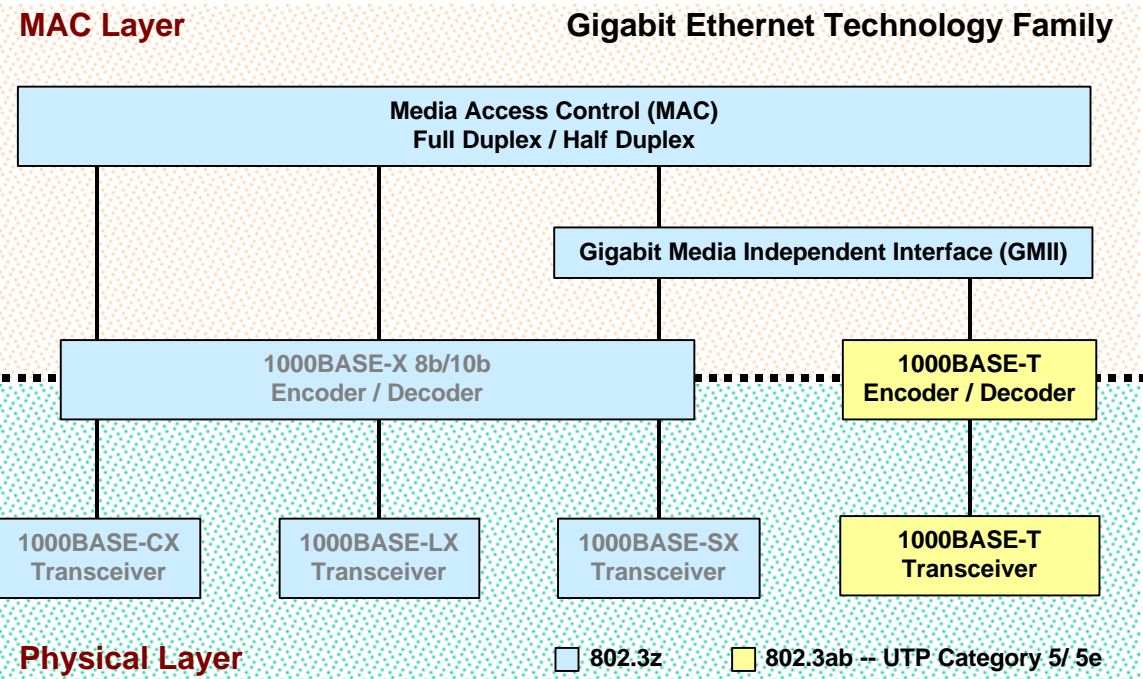 MAC Layer
Gigabit Ethernet Technology Family
Media Access Control (MAC)
Full Duplex / Half Duplex
Gigabit Media Independent Interface (GMII)
1000BASE-X 8b/10b
Encoder / Decoder
1000BASE-T
Encoder / Decoder
1000BASE-CX
Transceiver
1000BASE-LX
Transceiver
1000BASE-SX
Transceiver
1000BASE-T
Transceiver
Physical Layer
802.3z
802.3ab -- UTP Category 5/ 5e